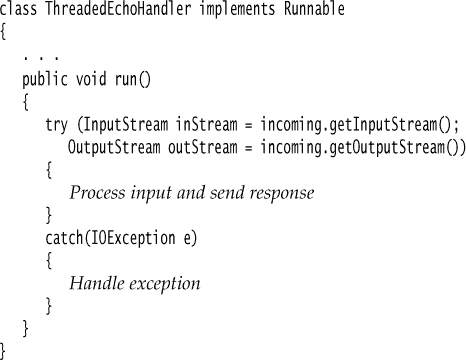 class ThreadedEchoHandler implements Runnable
{
   . . .
   public void run()
   {
      try (InputStream inStream = incoming.getInputStream();
         OutputStream outStream = incoming.getOutputStream())
      {
         Process input and send response
      }
      catch(IOException e)
      {
         Handle exception
      }
   }
}